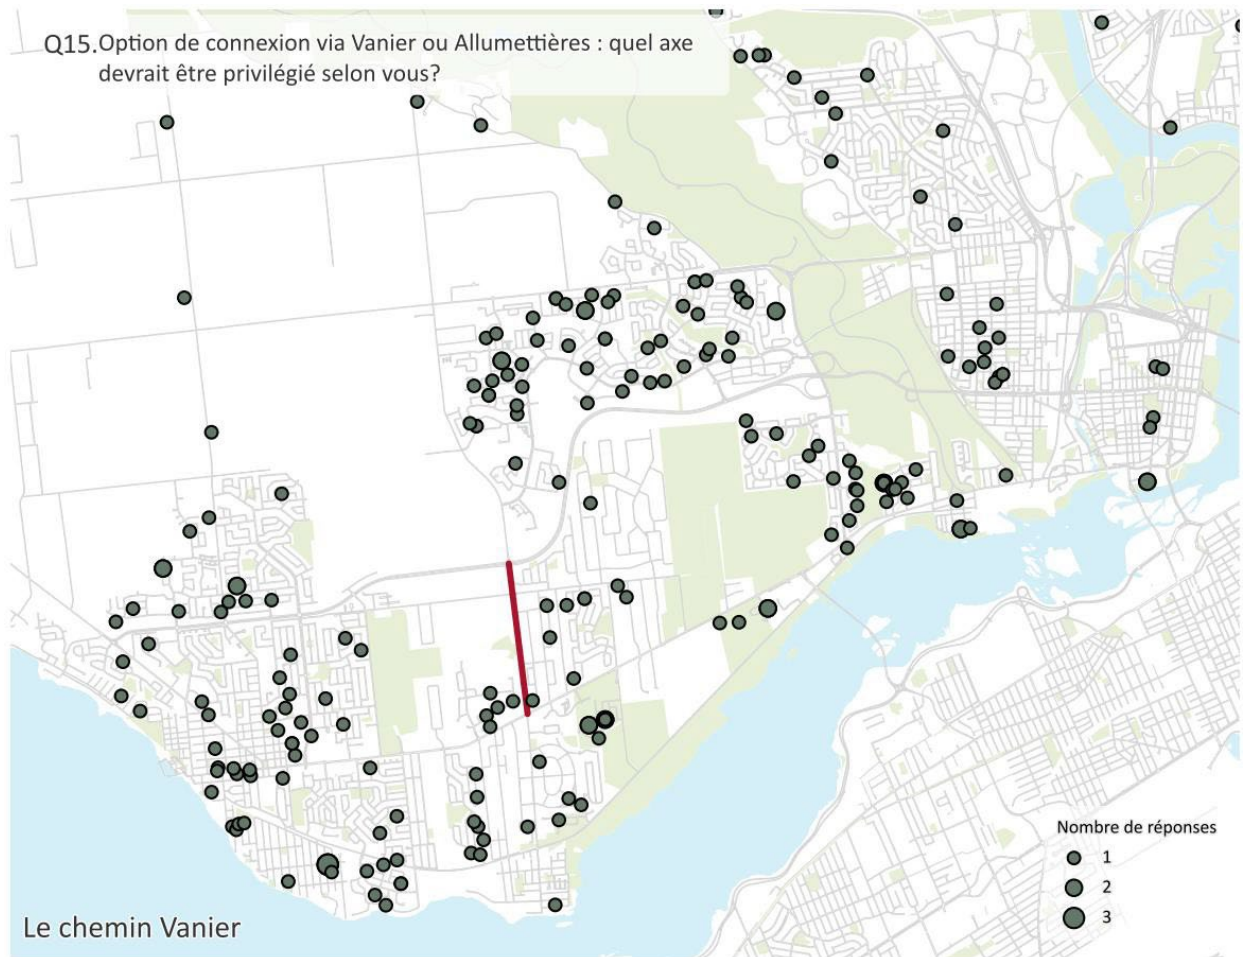 Q15.Option de connexion via Vanier ou Allumettières : quel axe
devrait être privilégié selon vous?
Nombre de réponses
1
2
3
Le chemin Vanier